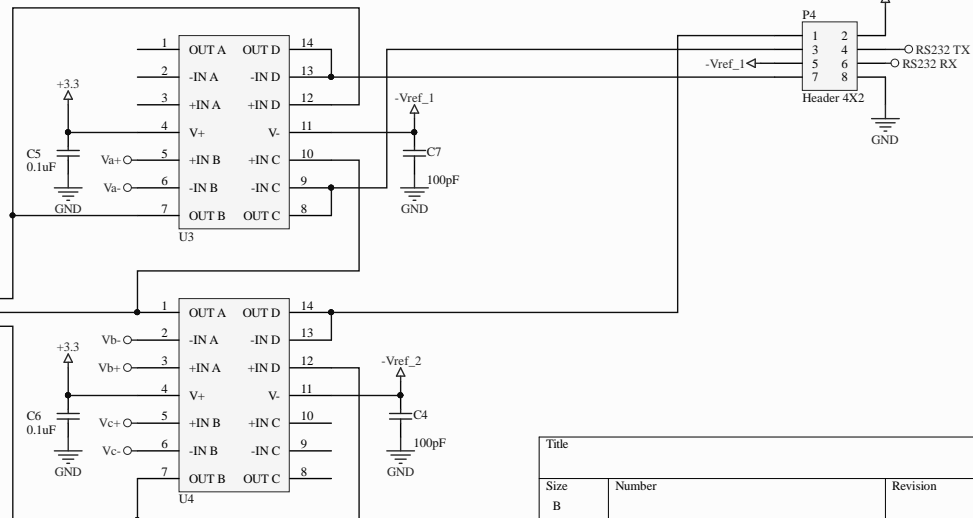 P4
1 2
3 4 RS232 TX
-Vref_1 5 6 RS232 RX
7 8
Header 4X2
GND
1 OUT A OUT D 14
2 -IN A -IN D 13
3 +IN A +IN D 12
+3.3
-Vref_1
4 V+ V- 11
C5
0.1uF
Va+ 5 +IN B +IN C 10
C7
100pF
Va- 6 -IN B -IN C 9
GND
GND
7 OUT B OUT C 8
U3
1 OUT A OUT D 14
Vb- 2 -IN A -IN D 13
+3.3
-Vref_2
Vb+ 3 +IN A +IN D 12
4 V+ V- 11
C6
0.1uF
Vc+ 5 +IN B +IN C 10
C4
100pF
Vc- 6 -IN B -IN C 9
GND
GND
7 OUT B OUT C 8
U4
Title
Size Number Revision
B